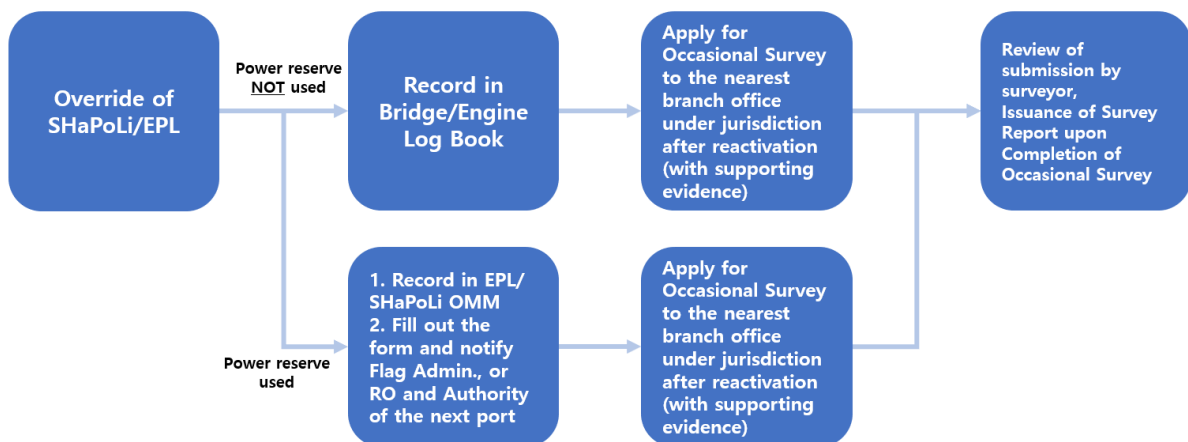 Override of
SHaPoLi/EPL
Power reserve
NOT used
Record in
Bridge/Engine
Log Book
Apply for
Occasional Survey
to the nearest
branch office
under jurisdiction
after reactivation
(with supporting
evidence)
Review of
submission by
surveyor,
Issuance of Survey
Report upon
Completion of
Occasional Survey
Power reserve
used
1. Record in EPL/
SHaPoLi OMM
2. Fill out the
form and notify
Flag Admin., or
RO and Authority
of the next port
Apply for
Occasional Survey
to the nearest
branch office
under jurisdiction
after reactivation
(with supporting
evidence)